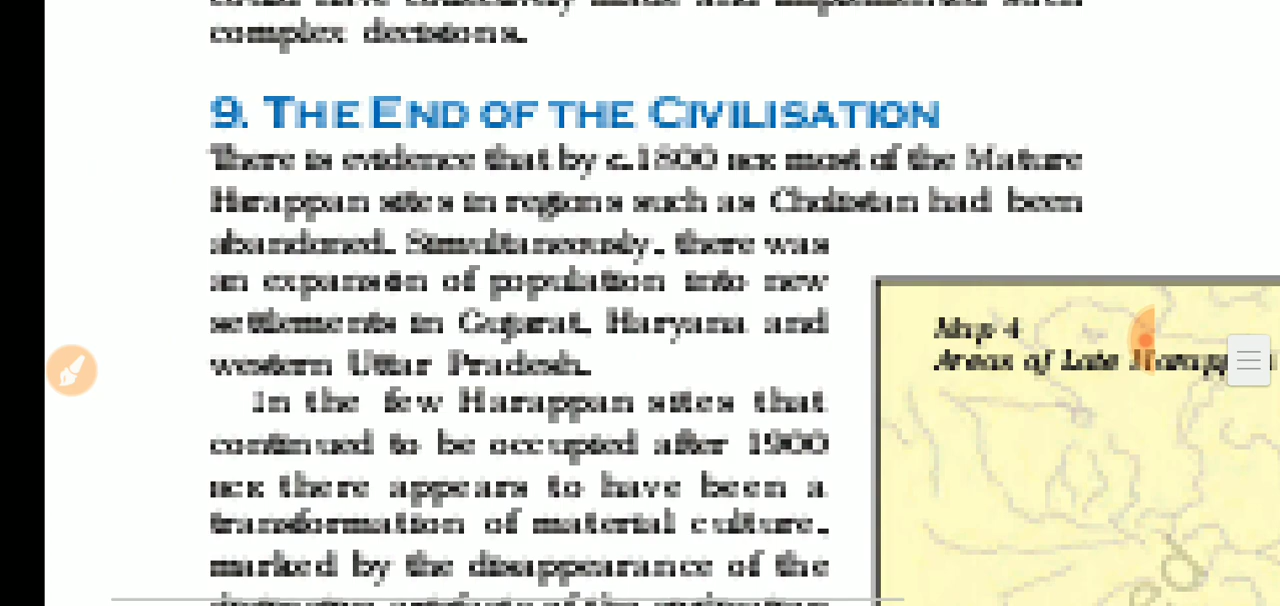 complex decisions.
9. THE END OF THE CIVILISATION
There is evidence that by c.1800 BCE most of the Mature
Harappan sites in regions such as Cholistan had been
abandoned. Simultaneously, there was
an expansion of population into new
settlements in Gujarat, Haryana and
western Uttar Pradesh.
In the few Harappan sites that
continued to be occupied after 1900
BCE there appears to have been a
transformation of material culture,
marked by the disappearance of the
Map 4
Areas of Late